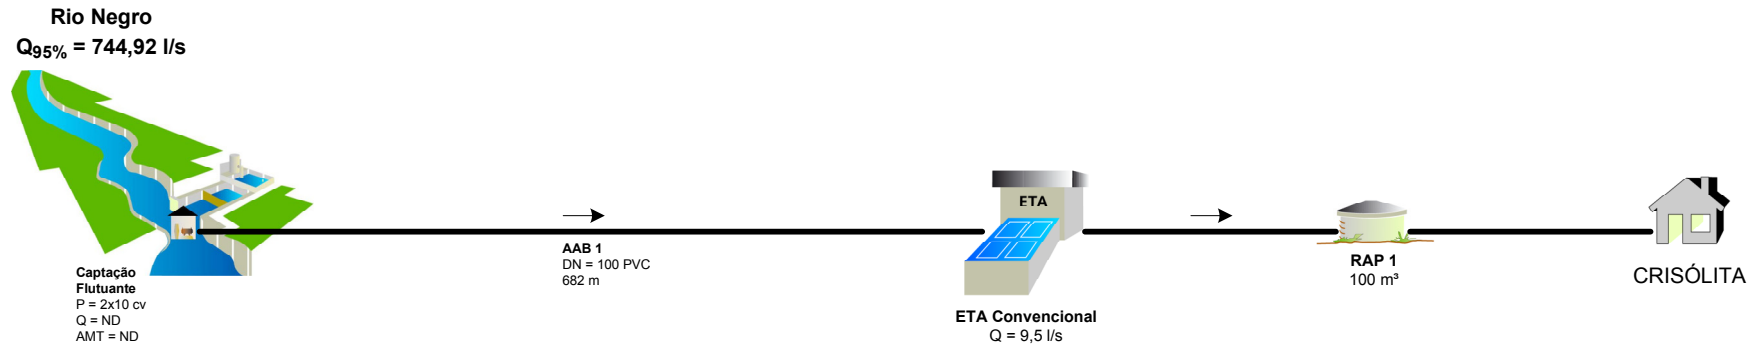 Rio Negro
Q95% = 744,92 l/s
Captação
Flutuante
P = 2x10 cv
Q = ND
AMT = ND
AAB 1
DN = 100 PVC
682 m
ETA
ETA Convencional
Q = 9,5 l/s
RAP 1
100 m³
CRISÓLITA